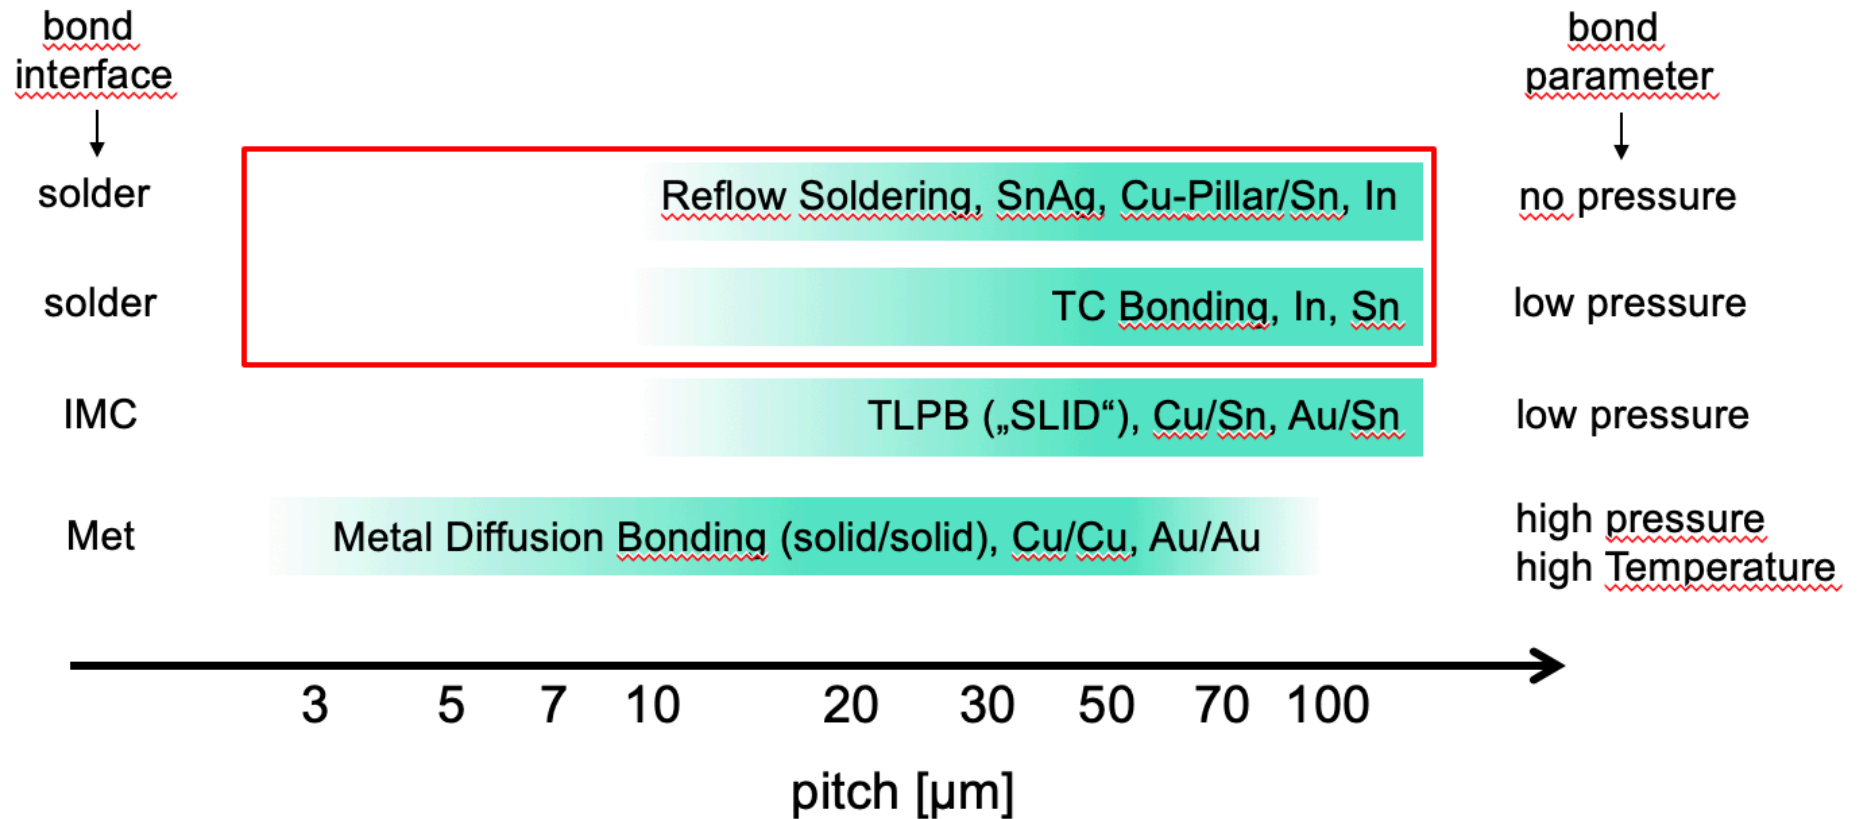 bond
interface
bond
parameter
solder
Reflow Soldering, SnAg, Cu-Pillar/Sn, In
no pressure
solder
TC Bonding, In, Sn
low pressure
IMC
TLPB („SLID“), Cu/Sn, Au/Sn
low pressure
Met
Metal Diffusion Bonding (solid/solid), Cu/Cu, Au/Au
high pressure
high Temperature
3 5 7 10 20 30 50 70 100
pitch [µm]